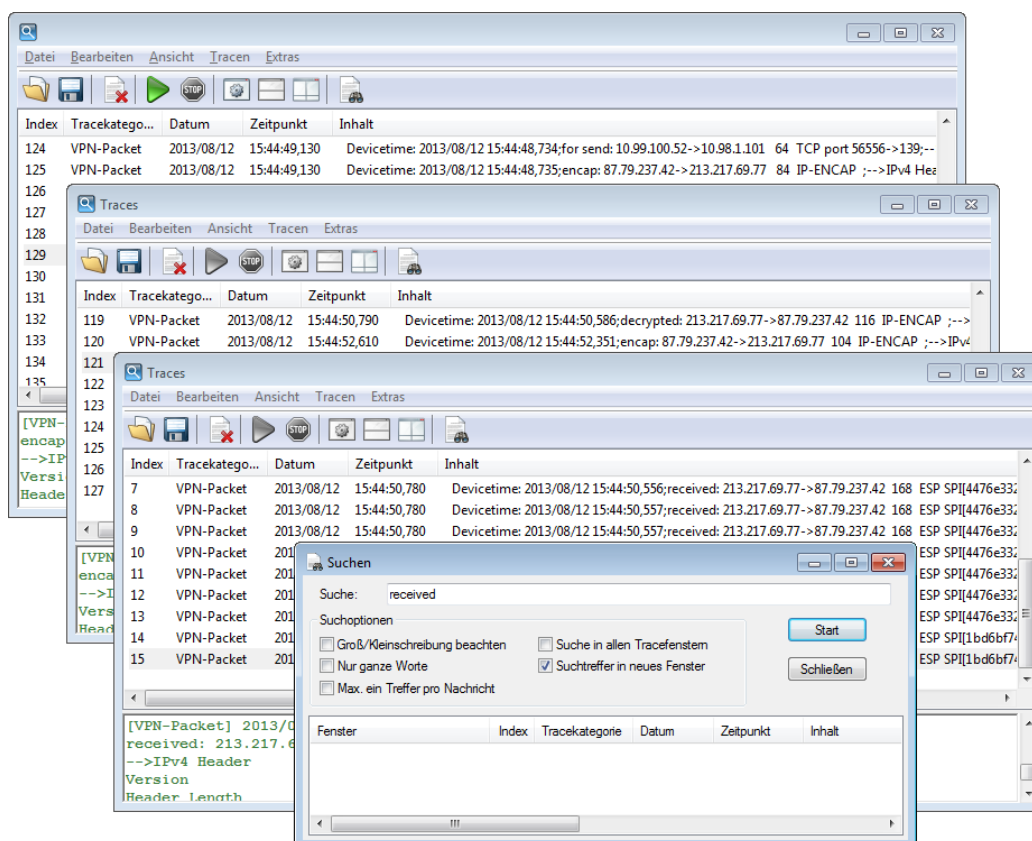 Datei Bearbeiten Ansicht Tracen Extras
Index Tracekatego... Datum Zeitpunkt Inhalt
124 VPN-Packet 2013/08/12 15:44:49,130 Devicetime: 2013/08/12 15:44:48,734;for send: 10.99.100.52->10.98.1.101 64 TCP port 56556->139;--
125 VPN-Packet 2013/08/12 15:44:49,130 Devicetime: 2013/08/12 15:44:48,735;encap: 87.79.237.42->213.217.69.77 84 IP-ENCAP ;-->IPv4 Hea
126
127
128
129
130
131
132
133
134
135
[VPN-
encap
-->IP
Versi
Heade
Traces
Datei Bearbeiten Ansicht Tracen Extras
STOP
Index Tracekatego... Datum Zeitpunkt Inhalt
119 VPN-Packet 2013/08/12 15:44:50,790 Devicetime: 2013/08/12 15:44:50,586;decrypted: 213.217.69.77->87.79.237.42 116 IP-ENCAP ;-->
120 VPN-Packet 2013/08/12 15:44:52,610 Devicetime: 2013/08/12 15:44:52,351;encap: 87.79.237.42->213.217.69.77 104 IP-ENCAP ;-->IPv4
121
122
123
124
125
126
127
[VPN
enca
-->I
Vers
Head
Traces
Datei Bearbeiten Ansicht Tracen Extras
STOP
Index Tracekatego... Datum Zeitpunkt Inhalt
7 VPN-Packet 2013/08/12 15:44:50,780 Devicetime: 2013/08/12 15:44:50,556;received: 213.217.69.77->87.79.237.42 168 ESP SPI[4476e332
8 VPN-Packet 2013/08/12 15:44:50,780 Devicetime: 2013/08/12 15:44:50,557;received: 213.217.69.77->87.79.237.42 168 ESP SPI[4476e332
9 VPN-Packet 2013/08/12 15:44:50,780 Devicetime: 2013/08/12 15:44:50,557;received: 213.217.69.77->87.79.237.42 168 ESP SPI[4476e332
10 VPN-Packet 201 ESP SPI[4476e332
11 VPN-Packet 201 ESP SPI[4476e332
12 VPN-Packet 201 ESP SPI[4476e332
13 VPN-Packet 201 ESP SPI[4476e332
14 VPN-Packet 201 ESP SPI[1bd6bf74
15 VPN-Packet 201 ESP SPI[1bd6bf74
[VPN-Packet] 2013/0
received: 213.217.6
-->IPv4 Header
Version
Header Length
Suchen
Suche: received
Suchoptionen
Groß/Kleinschreibung beachten Suche in allen Tracefenstern
Nur ganze Worte Suchtreffer in neues Fenster
Max. ein Treffer pro Nachricht
Start
Schließen
Fenster Index Tracekategorie Datum Zeitpunkt Inhalt